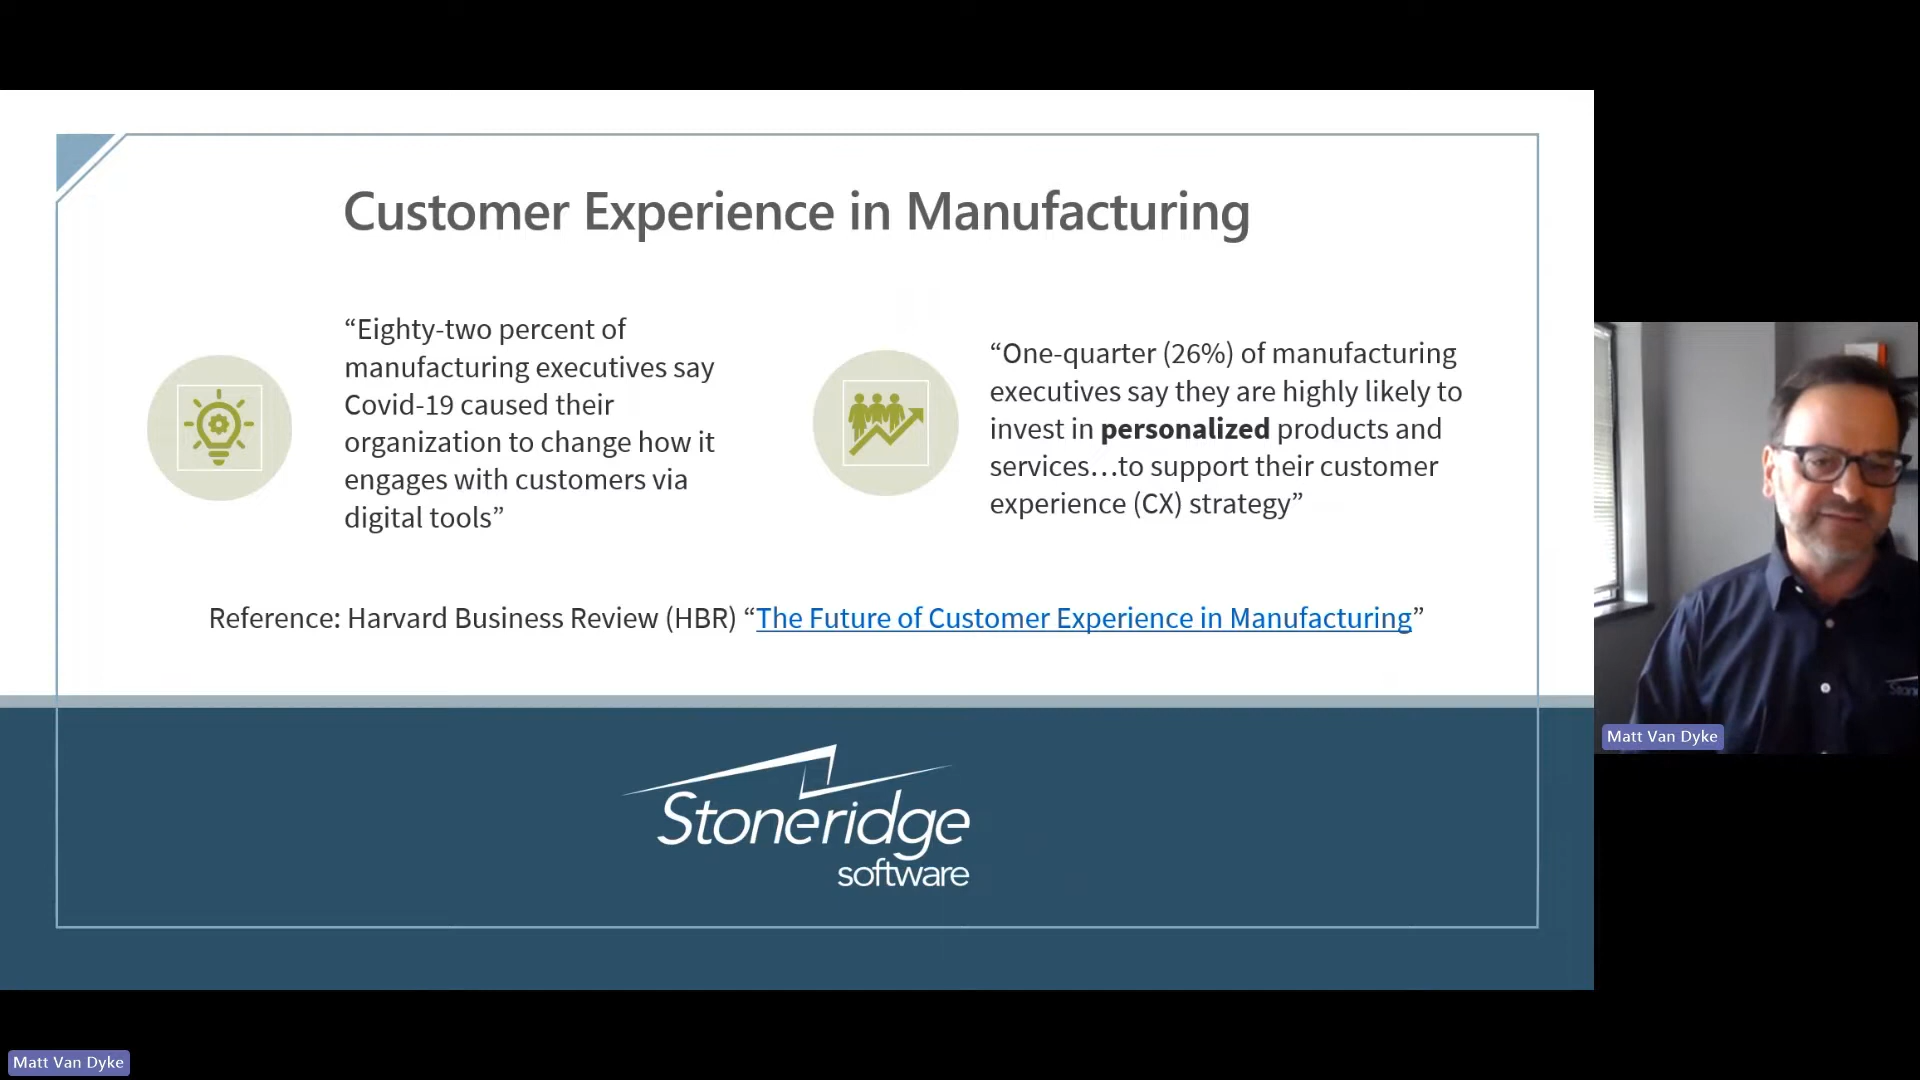 Customer Experience in Manufacturing
“Eighty-two percent of
manufacturing executives say
Covid-19 caused their
organization to change how it
engages with customers via
digital tools”
“One-quarter (26%) of manufacturing
executives say they are highly likely to
invest in personalized products and
services…to support their customer
experience (CX) strategy”
Reference: Harvard Business Review (HBR) “The Future of Customer Experience in Manufacturing”
Stoneridge
software
Matt Van Dyke
Matt Van Dyke